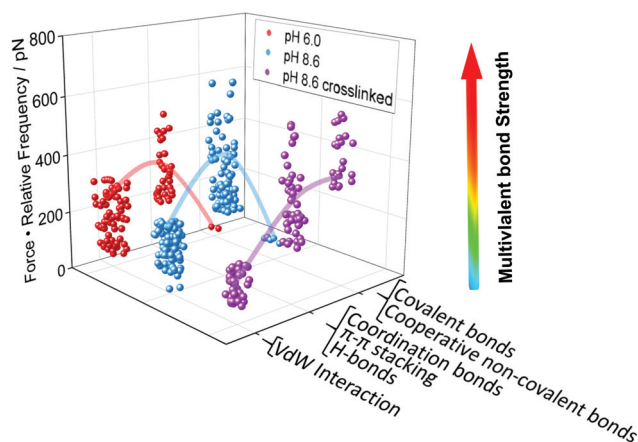 800
600
400
200
0
Force • Relative Frequency / pN
pH 6.0
pH 8.6
pH 8.6 crosslinked
Multivlalent bond Strength
Covalent bonds
Cooperative non-covalent bonds
Coordination bonds
π-π stacking
H-bonds
VdW Interaction